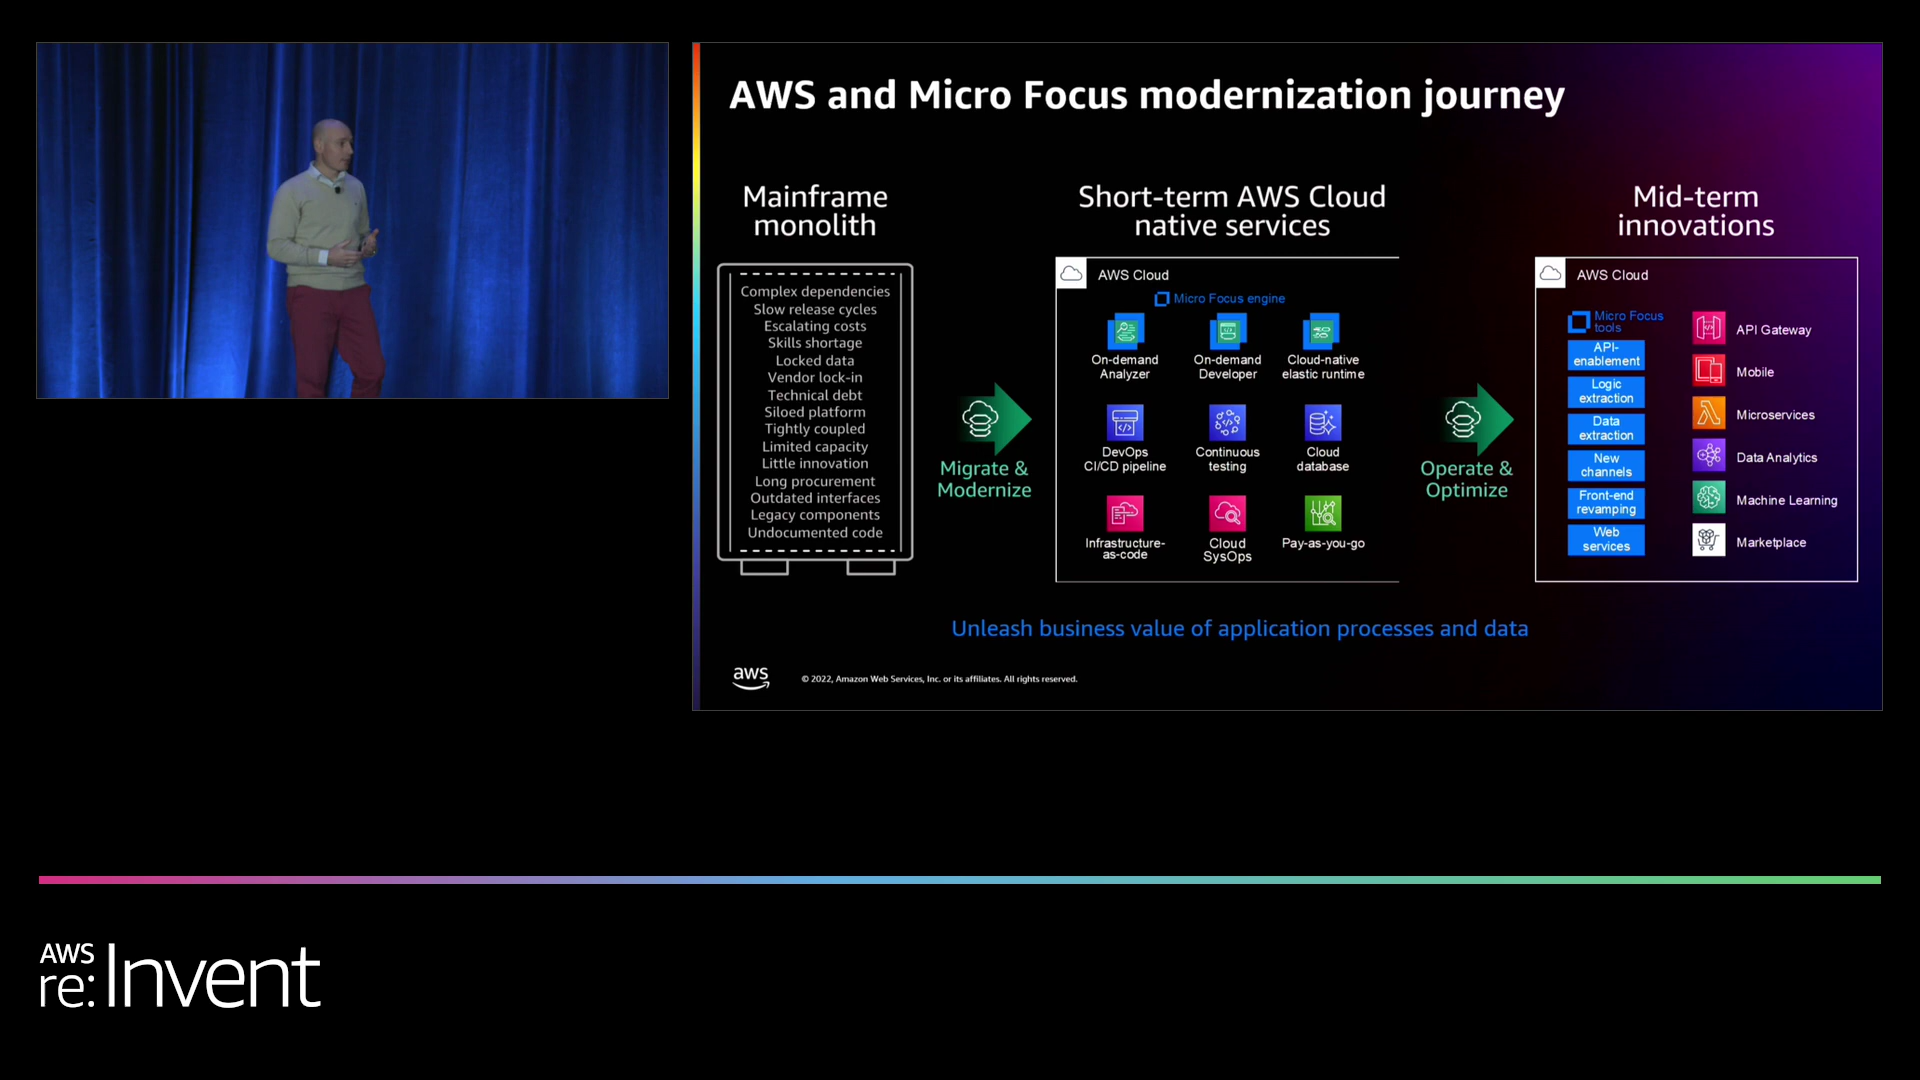 AWS and Micro Focus modernization journey
Mainframe
monolith
Complex dependencies
Slow release cycles
Escalating costs
Skills shortage
Locked data
Vendor lock-in
Technical debt
Siloed platform
Tightly coupled
Limited capacity
Little innovation
Long procurement
Outdated interfaces
Legacy components
Undocumented code
Migrate &
Modernize
Short-term AWS Cloud
native services
AWS Cloud
Micro Focus engine
On-demand
Analyzer
On-demand
Developer
Cloud-native
elastic runtime
DevOps
CI/CD pipeline
Continuous
testing
Cloud
database
Infrastructure-
as-code
Cloud
SysOps
Pay-as-you-go
Operate &
Optimize
Mid-term
innovations
AWS Cloud
Micro Focus
tools
API-
enablement
Logic
extraction
Data
extraction
New
channels
Front-end
revamping
Web
services
API Gateway
Mobile
Microservices
Data Analytics
Machine Learning
Marketplace
Unleash business value of application processes and data
aws
© 2022, Amazon Web Services, Inc. or its affiliates. All rights reserved.
AWS
re:Invent